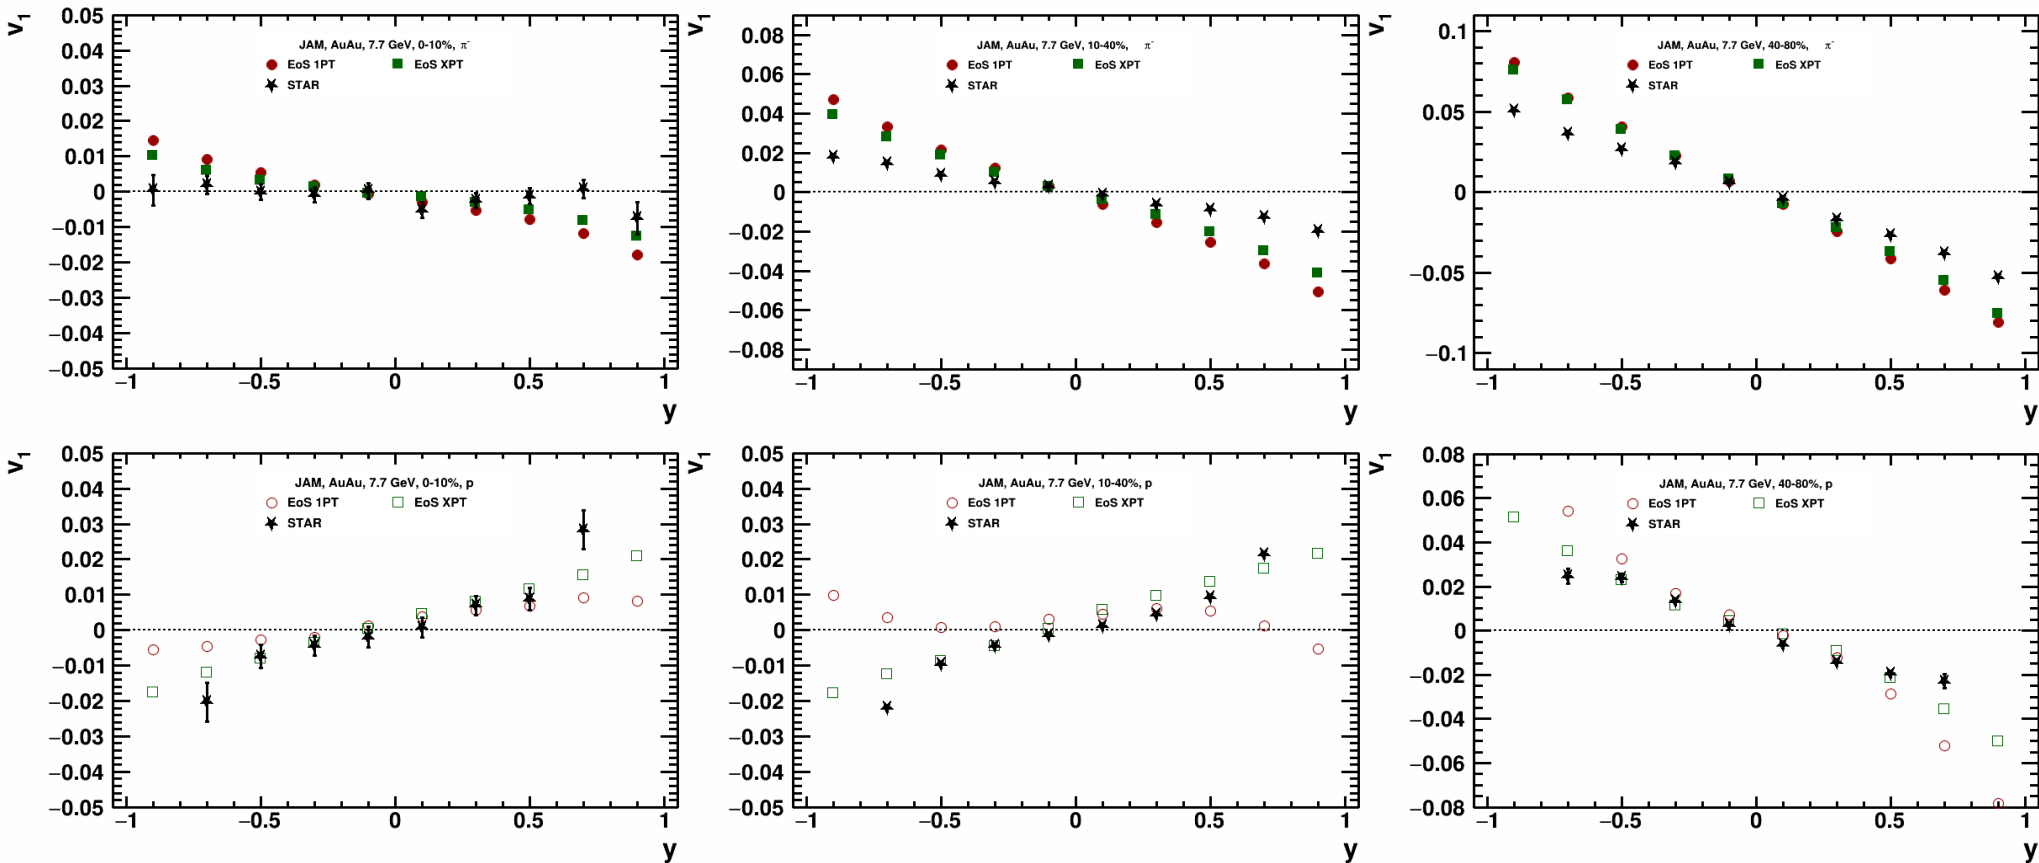 v1
0.05
0.04
0.03
0.02
0.01
0
−0.01
−0.02
−0.03
−0.04
−0.05
−1
−0.5
0
0.5
1
y
JAM, AuAu, 7.7 GeV, 0-10%, π-
EoS 1PT
EoS XPT
STAR
v1
0.08
0.06
0.04
0.02
0
−0.02
−0.04
−0.06
−0.08
−1
−0.5
0
0.5
1
y
JAM, AuAu, 7.7 GeV, 10-40%, π-
EoS 1PT
EoS XPT
STAR
v1
0.1
0.05
0
−0.05
−0.1
−1
−0.5
0
0.5
1
y
JAM, AuAu, 7.7 GeV, 40-80%, π-
EoS 1PT
EoS XPT
STAR
v1
0.05
0.04
0.03
0.02
0.01
0
−0.01
−0.02
−0.03
−0.04
−0.05
−1
−0.5
0
0.5
1
y
JAM, AuAu, 7.7 GeV, 0-10%, p
EoS 1PT
EoS XPT
STAR
v1
0.05
0.04
0.03
0.02
0.01
0
−0.01
−0.02
−0.03
−0.04
−0.05
−1
−0.5
0
0.5
1
y
JAM, AuAu, 7.7 GeV, 10-40%, p
EoS 1PT
EoS XPT
STAR
v1
0.08
0.06
0.04
0.02
0
−0.02
−0.04
−0.06
−0.08
−1
−0.5
0
0.5
1
y
JAM, AuAu, 7.7 GeV, 40-80%, p
EoS 1PT
EoS XPT
STAR